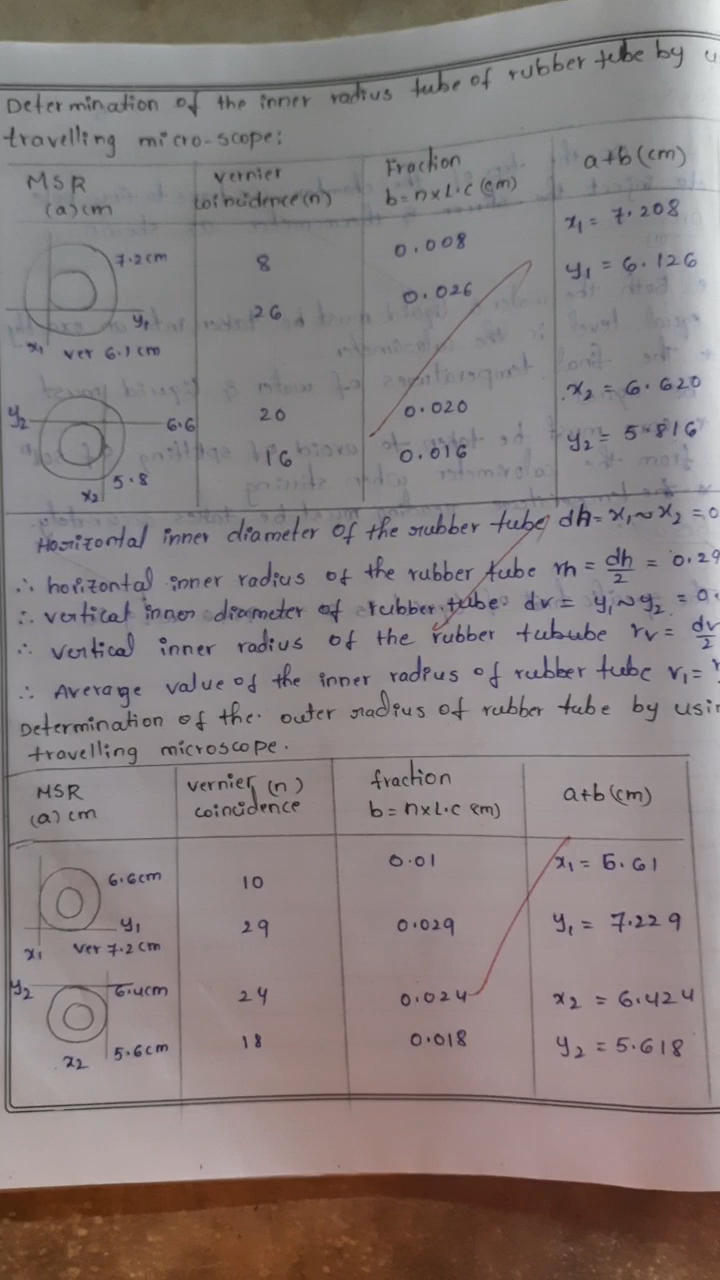 Determination of the inner radius tube of rubber tube by u
travelling micro-scope:
MSR (a) cm vernier coincidence (n) Fraction b = n x L.C (cm) a+b (cm)
7.2cm 8 0.008 x1 = 7.208
y1 x1 ver 6.1 cm 26 0.026 y1 = 6.126
y2 6.6 20 0.020 x2 = 6.620
x2 5.8 16 0.016 y2 = 5.816
Horizontal inner diameter of the rubber tube dh = x1 ~ x2 = 0
∴ horizontal inner radius of the rubber tube rh = dh/2 = 0.29
∴ vertical inner diameter of rubber tube dv = y1 ~ y2 = 0.
∴ vertical inner radius of the rubber tubube rv = dv/2
∴ Average value of the inner radius of rubber tube r1 = r
Determination of the outer radius of rubber tube by usin
travelling microscope.
MSR (a) cm vernier (n) coincidence fraction b = n x L.C (cm) a+b (cm)
6.6cm 10 0.01 x1 = 6.61
y1 x1 ver 7.2cm 29 0.029 y1 = 7.229
y2 6.4cm 24 0.024 x2 = 6.424
x2 5.6cm 18 0.018 y2 = 5.618